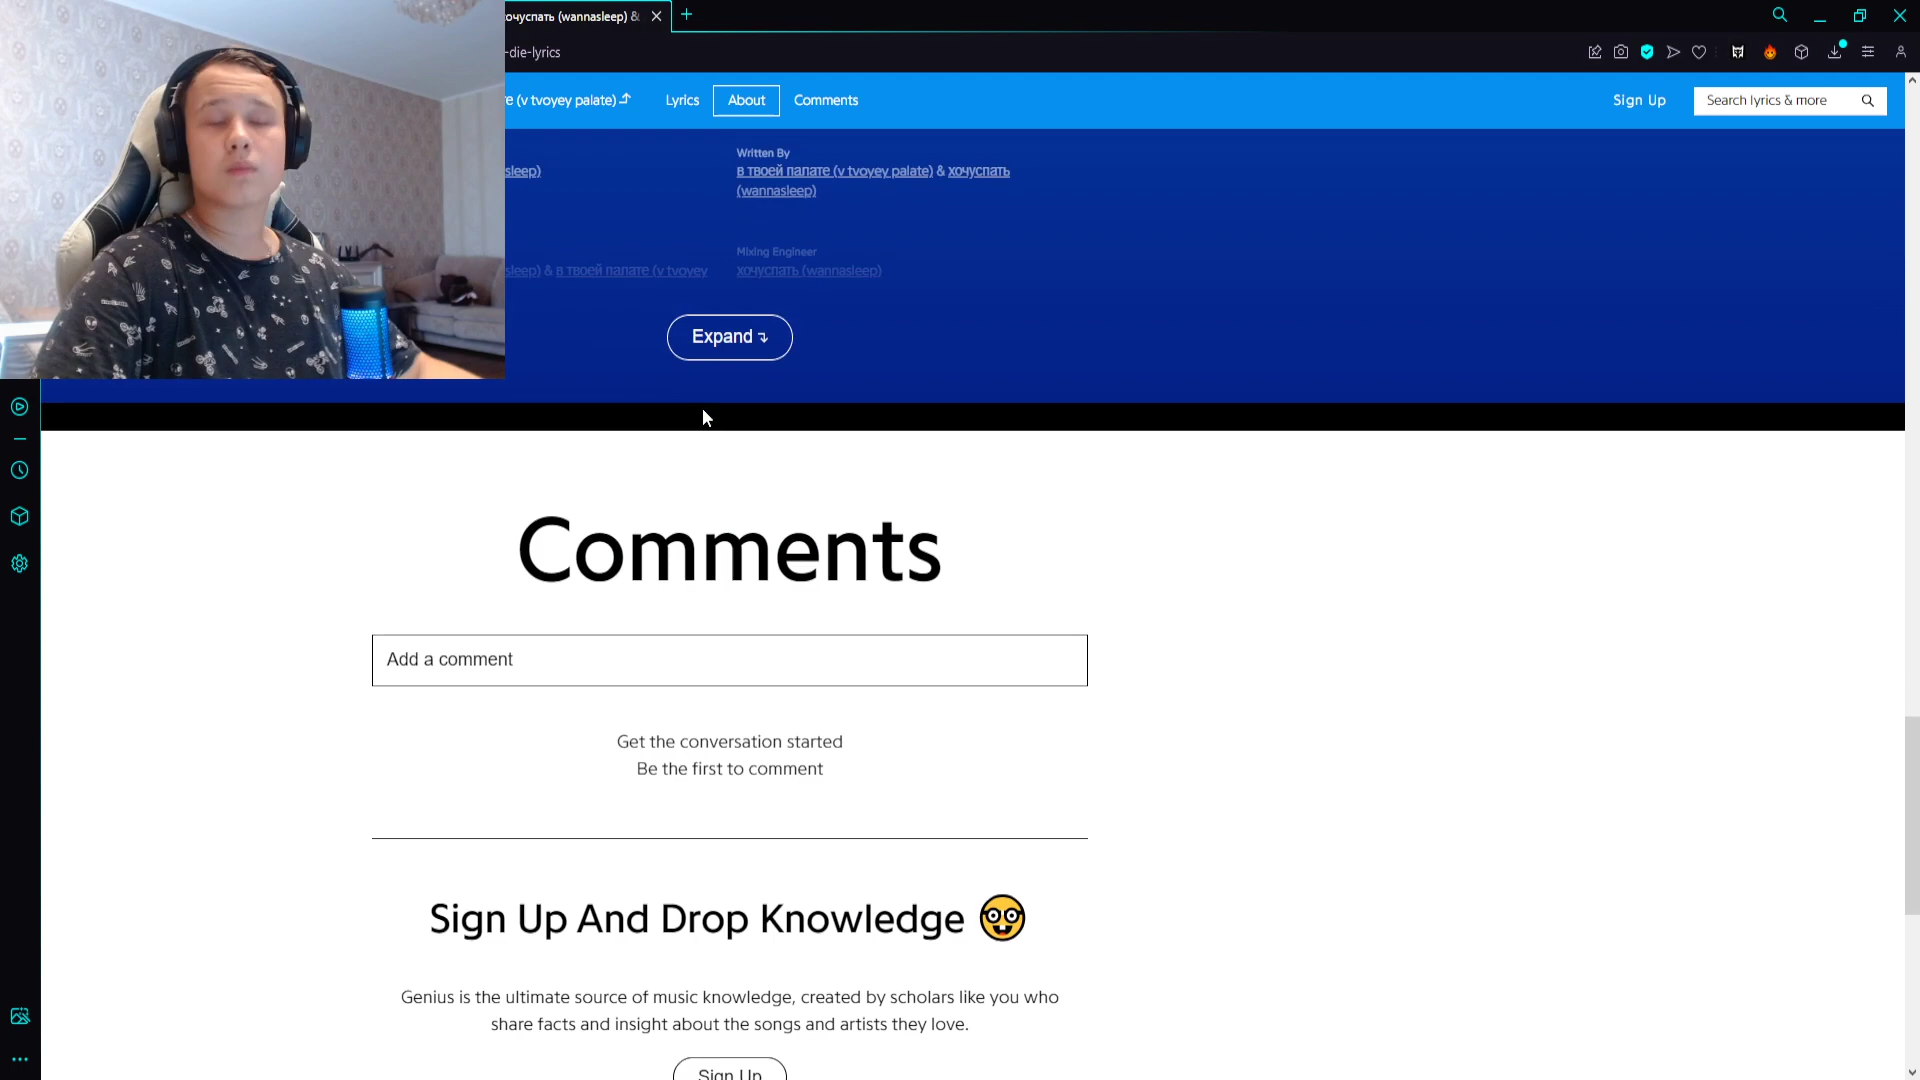 очуспать (wannasleep) &
-die-lyrics
e (v tvoyey palate)
Lyrics
About
Comments
Sign Up
Search lyrics & more
sleep)
Written By
в твоей палате (v tvoyey palate) & хочуспать
(wannasleep)
sleep) & в твоей палате (v tvoyey
Mixing Engineer
хочуспать (wannasleep)
Expand
Comments
Add a comment
Get the conversation started
Be the first to comment
Sign Up And Drop Knowledge 🤓
Genius is the ultimate source of music knowledge, created by scholars like you who
share facts and insight about the songs and artists they love.
Sign Up